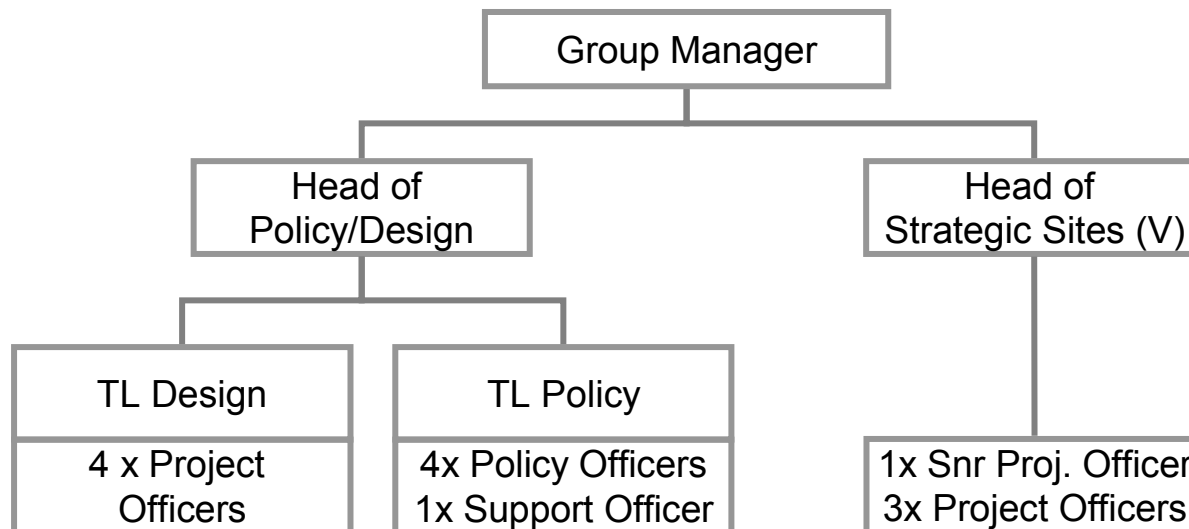 Group Manager
Head of
Policy/Design
Head of
Strategic Sites (V)
TL Design
TL Policy
4 x Project
Officers
4x Policy Officers
1x Support Officer
1x Snr Proj. Officer
3x Project Officers